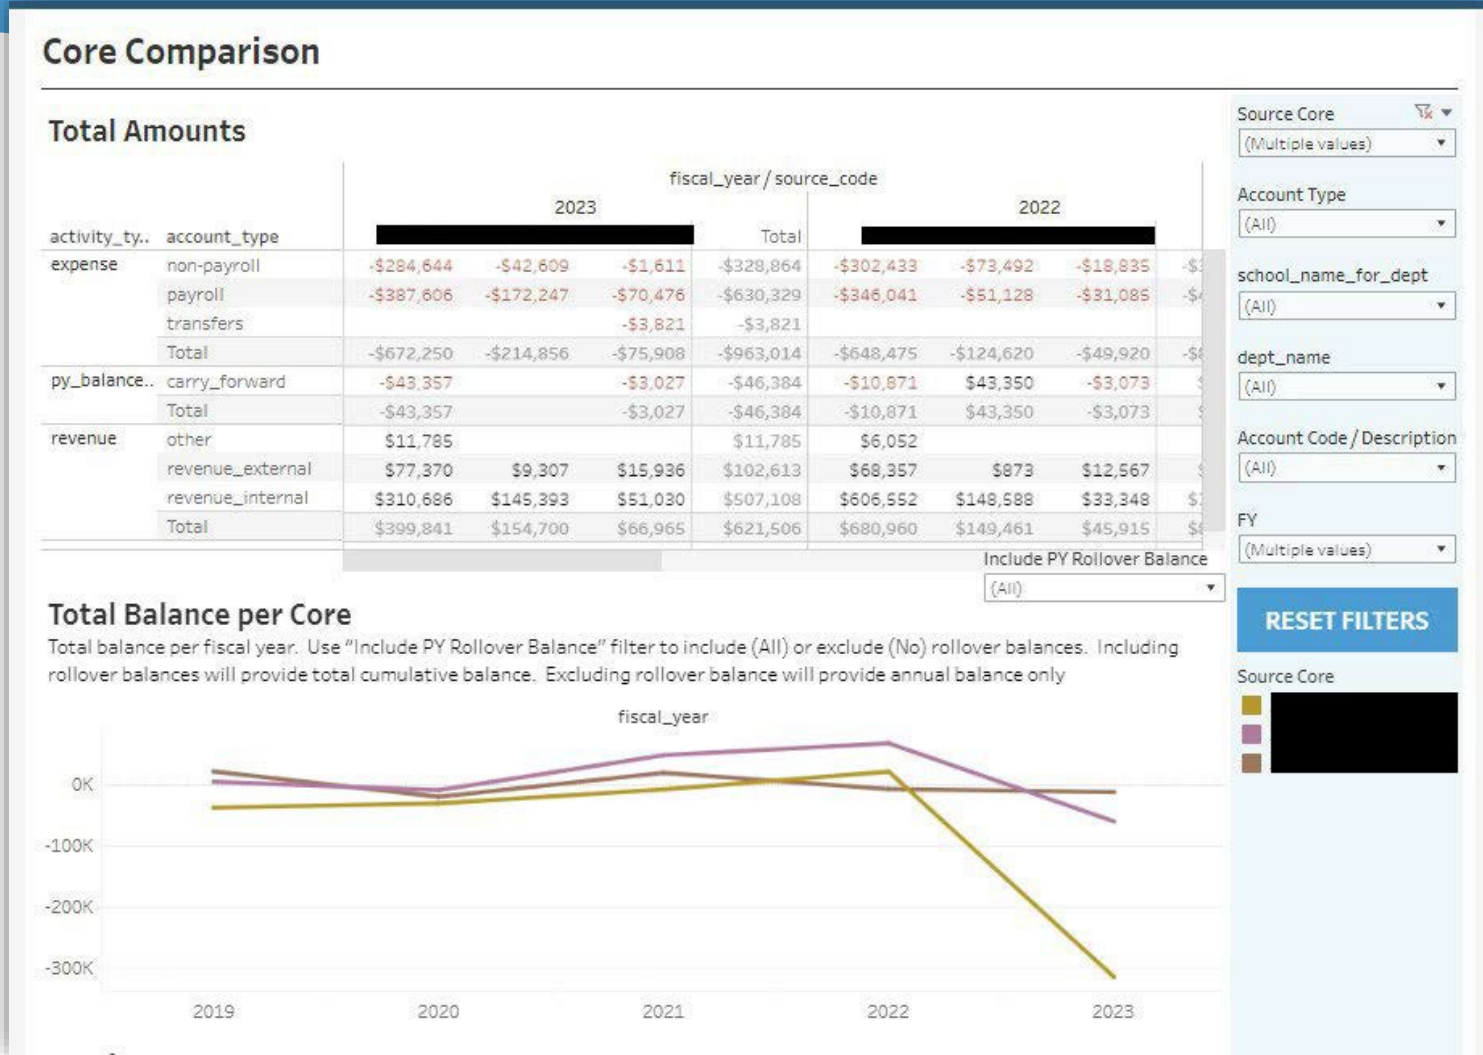 Core Comparison
Total Amounts
fiscal_year / source_code
2023 2022
activity_ty.. account_type Total
expense non-payroll -$284,644 -$42,609 -$1,611 -$328,864 -$302,433 -$73,492 -$18,835
payroll -$387,606 -$172,247 -$70,476 -$630,329 -$346,041 -$51,128 -$31,085
transfers -$3,821 -$3,821
Total -$672,250 -$214,856 -$75,908 -$963,014 -$648,475 -$124,620 -$49,920
py_balance.. carry_forward -$43,357 -$3,027 -$46,384 -$10,871 $43,350 -$3,073
Total -$43,357 -$3,027 -$46,384 -$10,871 $43,350 -$3,073
revenue other $11,785 $11,785 $6,052
revenue_external $77,370 $9,307 $15,936 $102,613 $68,357 $873 $12,567
revenue_internal $310,686 $145,393 $51,030 $507,108 $606,552 $148,588 $33,348
Total $399,841 $154,700 $66,965 $621,506 $680,960 $149,461 $45,915
Include PY Rollover Balance
(All)
Source Core
(Multiple values)
Account Type
(All)
school_name_for_dept
(All)
dept_name
(All)
Account Code / Description
(All)
FY
(Multiple values)
RESET FILTERS
Source Core
Total Balance per Core
Total balance per fiscal year. Use "Include PY Rollover Balance" filter to include (All) or exclude (No) rollover balances. Including
rollover balances will provide total cumulative balance. Excluding rollover balance will provide annual balance only
fiscal_year
0K
-100K
-200K
-300K
2019 2020 2021 2022 2023